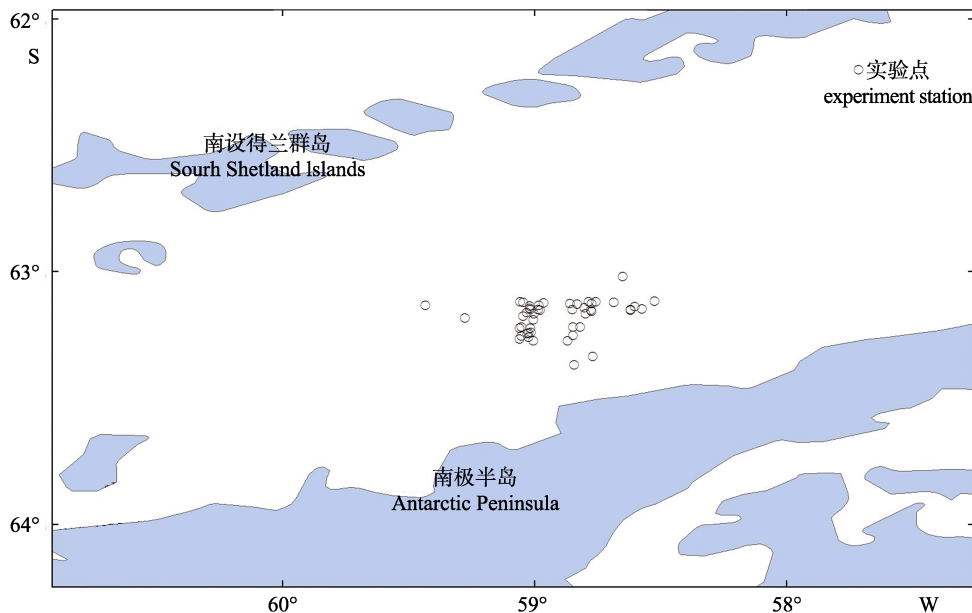 62°
S
实验点
experiment station
南设得兰群岛
Sourh Shetland lslands
63°
南极半岛
Antarctic Peninsula
64°
60°
59°
58°
W